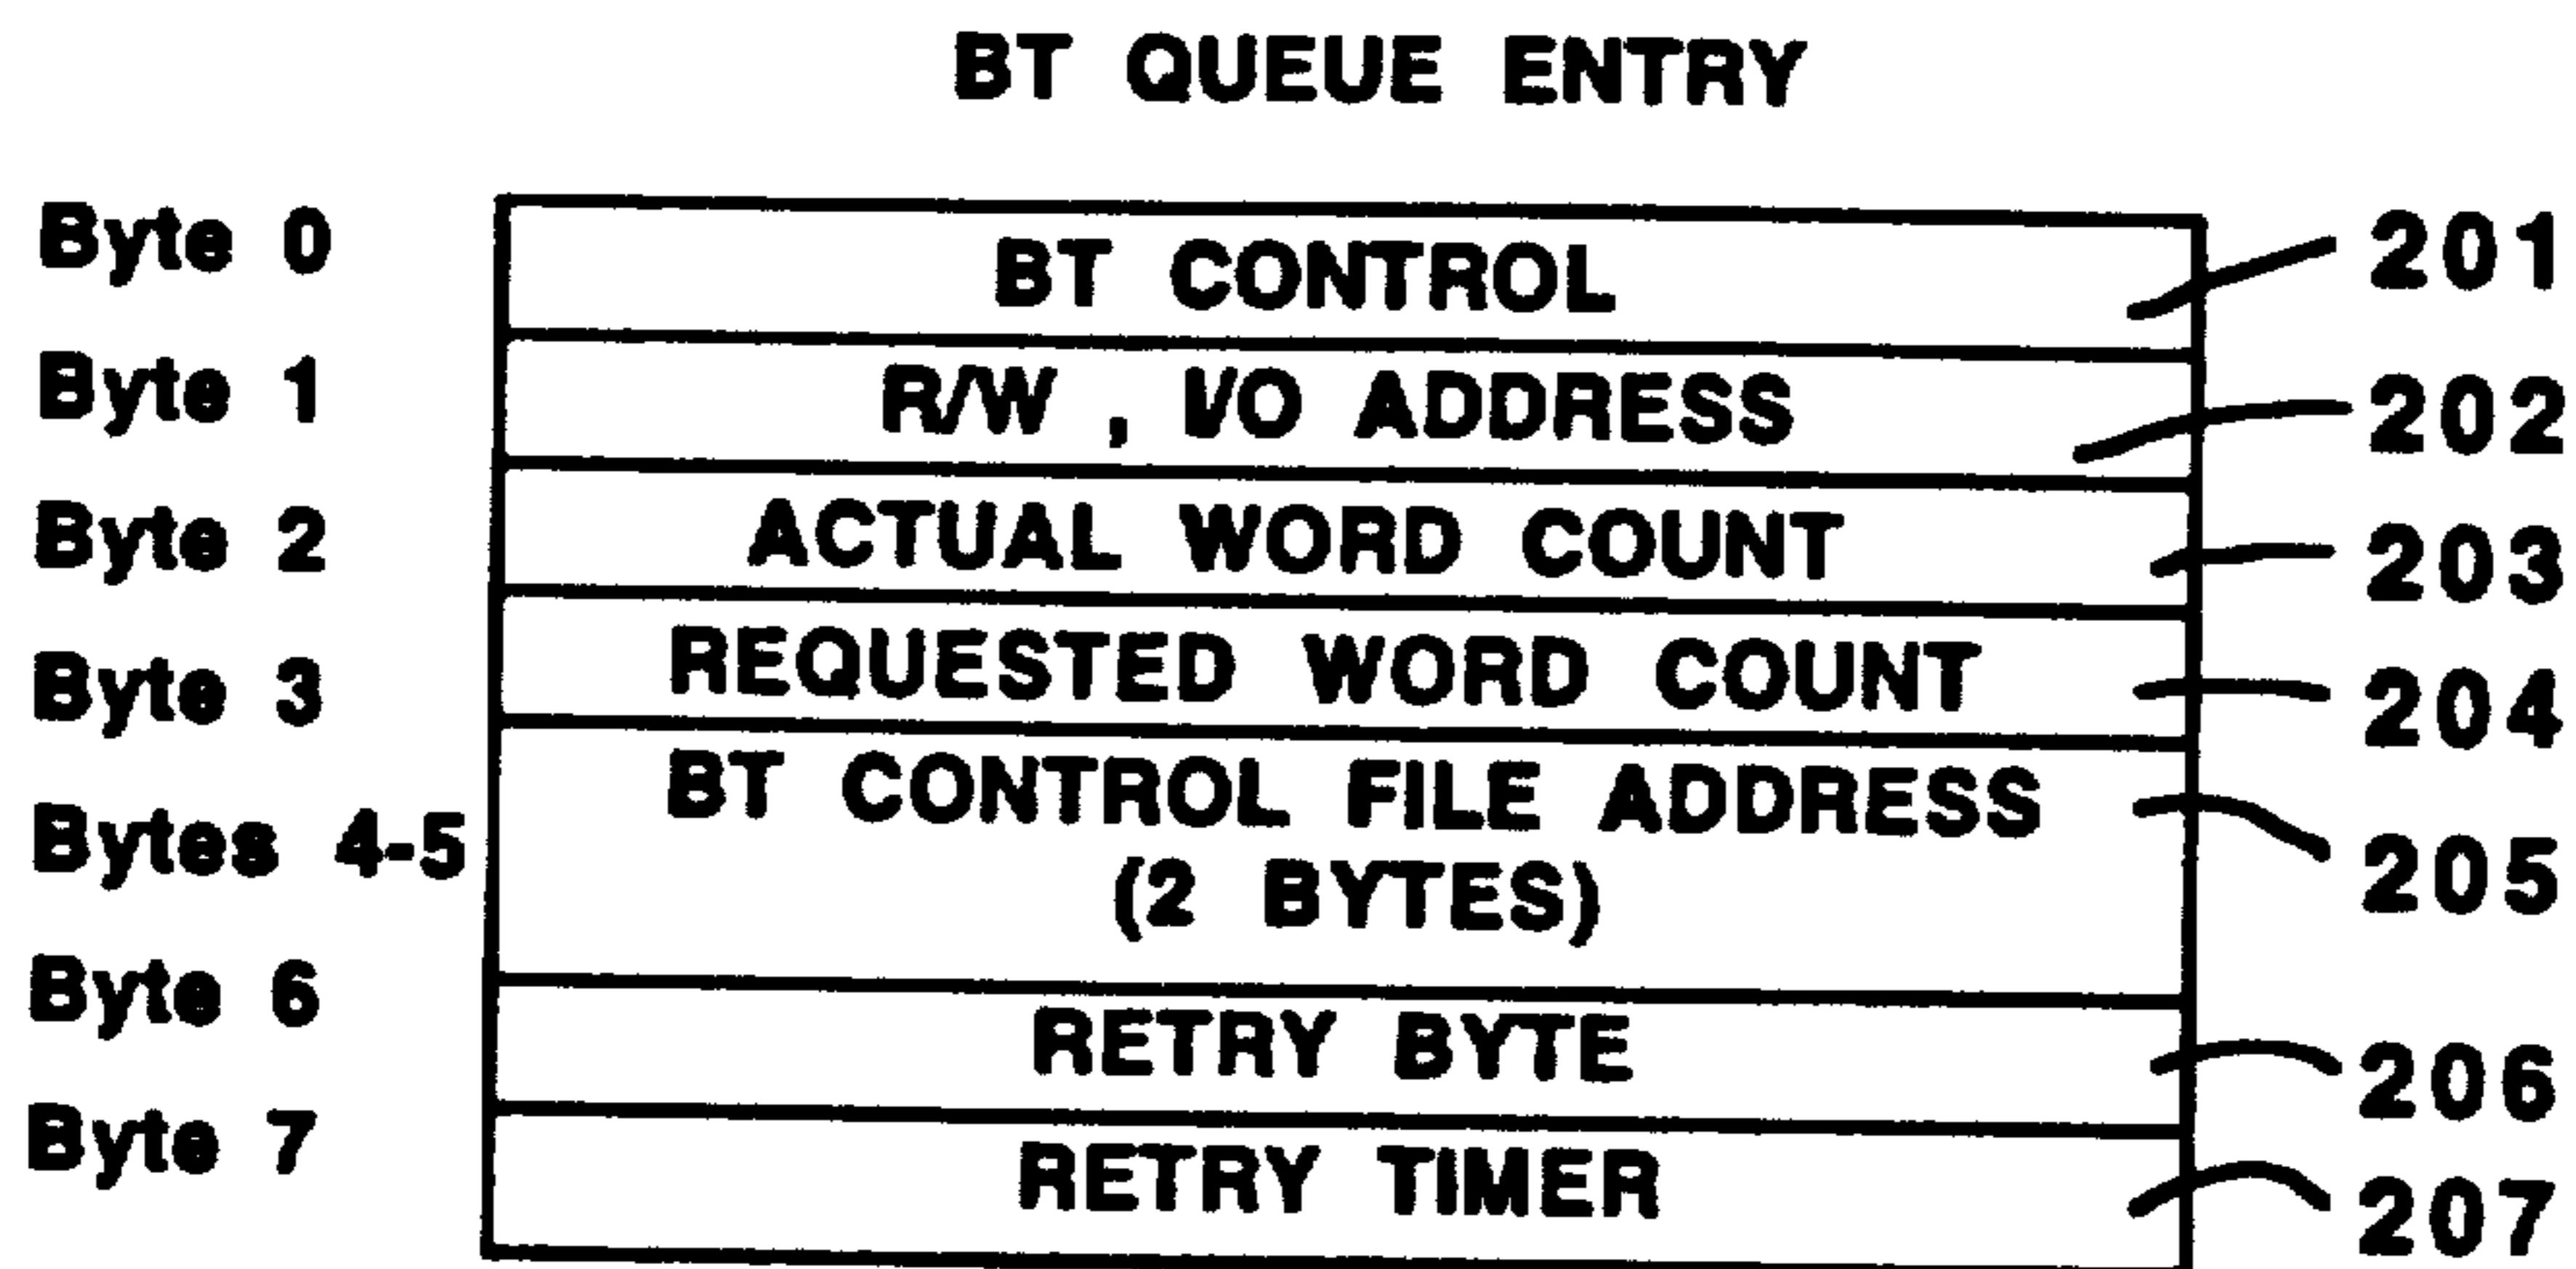 BT QUEUE ENTRY
Byte 0 BT CONTROL 201
Byte 1 R/W , I/O ADDRESS 202
Byte 2 ACTUAL WORD COUNT 203
Byte 3 REQUESTED WORD COUNT 204
Bytes 4-5 BT CONTROL FILE ADDRESS 205
(2 BYTES)
Byte 6 RETRY BYTE 206
Byte 7 RETRY TIMER 207